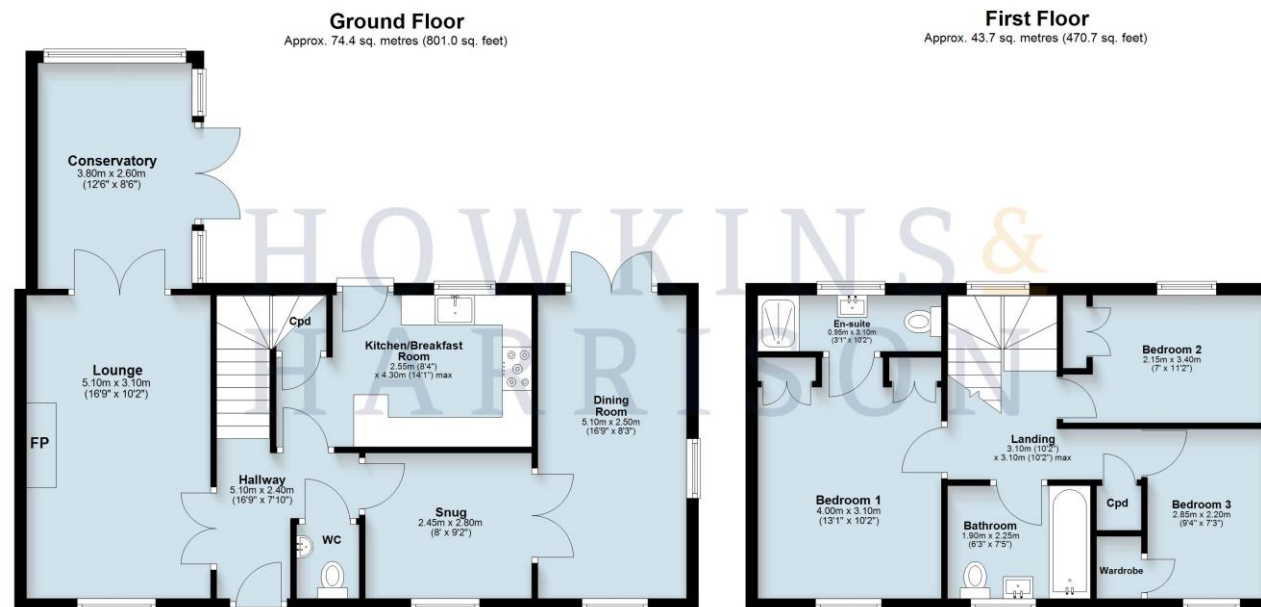 Ground Floor
Approx. 74.4 sq. metres (801.0 sq. feet)
Conservatory
3.80m x 2.60m
(12'6" x 8'6")
Lounge
5.10m x 3.10m
(16'9" x 10'2")
FP
Cpd
Kitchen/Breakfast
Room
2.55m (8'4")
x 4.30m (14'1") max
Dining
Room
5.10m x 2.50m
(16'9" x 8'3")
Hallway
5.10m x 2.40m
(16'9" x 7'10")
WC
Snug
2.45m x 2.80m
(8' x 9'2")
First Floor
Approx. 43.7 sq. metres (470.7 sq. feet)
En-suite
0.95m x 3.10m
(3'1" x 10'2")
Bedroom 2
2.15m x 3.40m
(7' x 11'2")
Landing
3.10m (10'2")
x 3.10m (10'2") max
Bedroom 1
4.00m x 3.10m
(13'1" x 10'2")
Bathroom
1.90m x 2.25m
(6'3" x 7'5")
Cpd
Bedroom 3
2.85m x 2.20m
(9'4" x 7'3")
Wardrobe
HOWKINS &
HARRISON